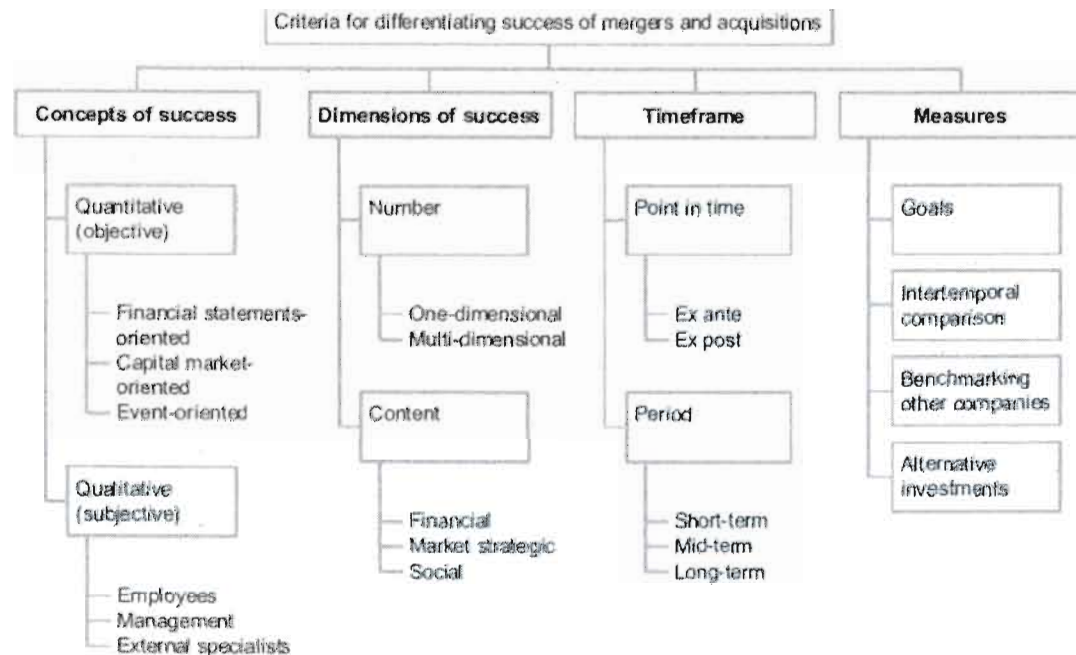 Criteria for differentiating success of mergers and acquisitions
Concepts of success
Quantitative
(objective)
Financial statements-
oriented
Capital market-
oriented
Event-oriented
Qualitative
(subjective)
Employees
Management
External specialists
Dimensions of success
Number
One-dimensional
Multi-dimensional
Content
Financial
Market strategic
Social
Timeframe
Point in time
Ex ante
Ex post
Period
Short-term
Mid-term
Long-term
Measures
Goals
Intertemporal
comparison
Benchmarking
other companies
Alternative
investments